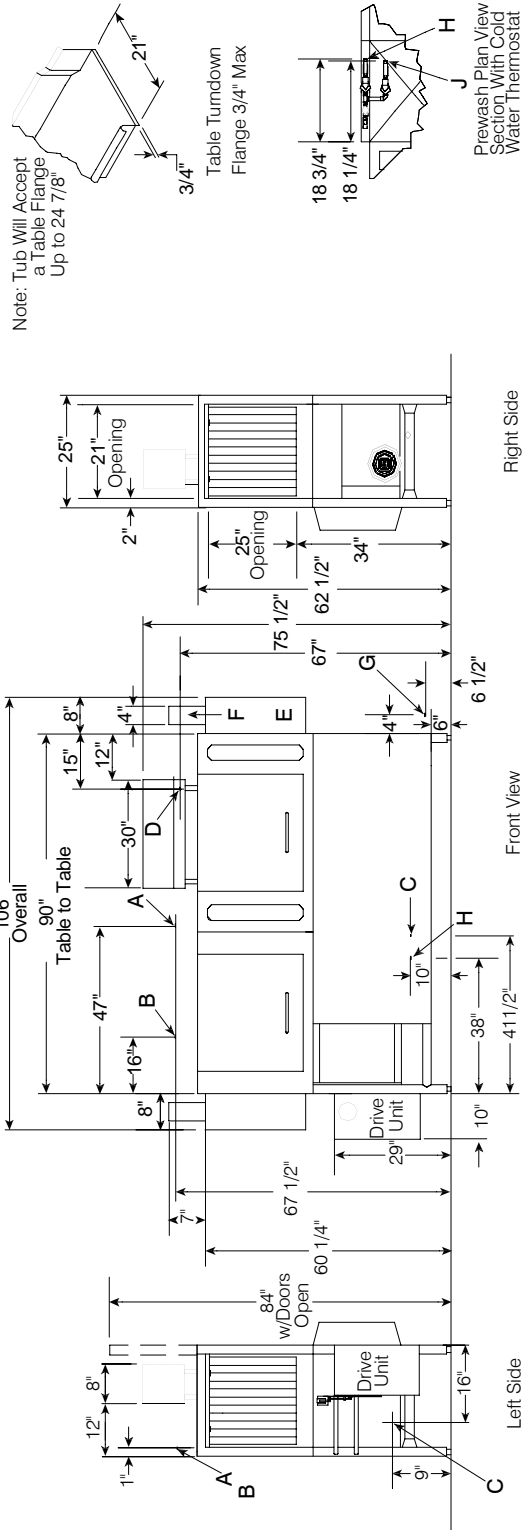 Note: Tub Will Accept
a Table Flange
Up to 24 7/8"
21"
3/4"
Table Turndown
Flange 3/4" Max
18 3/4"
18 1/4"
H
J
Prewash Plan View
Section With Cold
Water Thermostat
84"
w/Doors
Open
12"
8"
1"
A
B
Drive
Unit
16"
9"
C
Left Side
Overall
90"
Table to Table
47"
16"
B
A
8"
7"
67 1/2"
60 1/4"
15"
12"
30"
D
8"
4"
F
E
Drive
Unit
29"
10"
H
C
10"
38"
41 1/2"
4"
6"
G
6 1/2"
Front View
75 1/2"
67"
62 1/2"
2"
25"
21"
Opening
25"
Opening
34"
Right Side